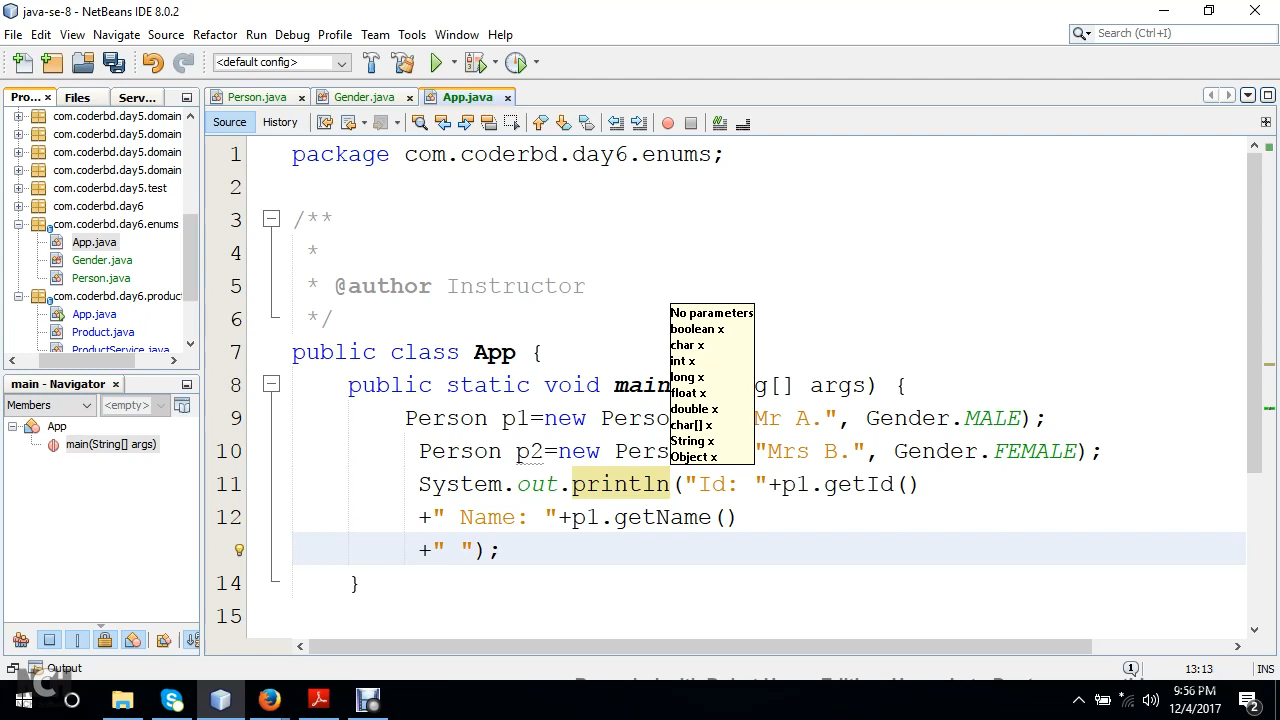 java-se-8 - NetBeans IDE 8.0.2
File Edit View Navigate Source Refactor Run Debug Profile Team Tools Window Help
Search (Ctrl+I)
<default config>
Pro... Files Serv...
Person.java Gender.java App.java
Source History
com.coderbd.day5.domain
com.coderbd.day5.domain
com.coderbd.day5.domain
com.coderbd.day5.domain
com.coderbd.day5.test
com.coderbd.day6
com.coderbd.day6.enums
App.java
Gender.java
Person.java
com.coderbd.day6.product
App.java
Product.java
ProductService.java
main - Navigator
Members <empty>
App
main(String[] args)
1 package com.coderbd.day6.enums;
2
3 /**
4 *
5 * @author Instructor
6 */
7 public class App {
8 public static void main g[] args) {
9 Person p1=new Perso Mr A.", Gender.MALE);
10 Person p2=new Pers "Mrs B.", Gender.FEMALE);
11 System.out.println("Id: "+p1.getId()
12 +" Name: "+p1.getName()
+" ");
14 }
15
No parameters
boolean x
char x
int x
long x
float x
double x
char[] x
String x
Object x
Output
1
13:13 INS
9:56 PM
12/4/2017
2